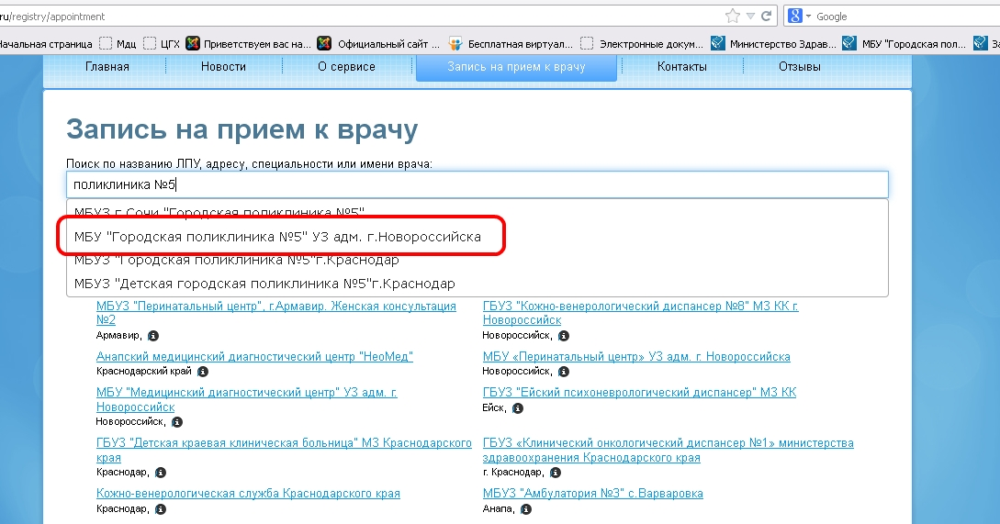 ru/registry/appointment
Google
Начальная страница Мдц ЦГХ Приветствуем вас на... Официальный сайт ... Бесплатная виртуал... Электронные докум... Министерство Здрав... МБУ "Городская пол... За
Главная Новости О сервисе Запись на прием к врачу Контакты Отзывы
Запись на прием к врачу
Поиск по названию ЛПУ, адресу, специальности или имени врача:
поликлиника №5
МБУЗ г.Сочи "Городская поликлиника №5"
МБУ "Городская поликлиника №5" УЗ адм. г.Новороссийска
МБУЗ "Городская поликлиника №5"г.Краснодар
МБУЗ "Детская городская поликлиника №5"г.Краснодар
МБУЗ "Перинатальный центр", г.Армавир. Женская консультация
№2
Армавир,
ГБУЗ "Кожно-венерологический диспансер №8" МЗ КК г.
Новороссийск
Новороссийск,
Анапский медицинский диагностический центр "НеоМед"
Краснодарский край
МБУ «Перинатальный центр» УЗ адм. г. Новороссийска
Новороссийск,
МБУ "Медицинский диагностический центр" УЗ адм. г.
Новороссийска
Новороссийск,
ГБУЗ "Ейский психоневрологический диспансер" МЗ КК
Ейск,
ГБУЗ "Детская краевая клиническая больница" МЗ Краснодарского
края
Краснодар,
ГБУЗ «Клинический онкологический диспансер №1» министерства
здравоохранения Краснодарского края
г. Краснодар,
Кожно-венерологическая служба Краснодарского края
Краснодар,
МБУЗ "Амбулатория №3" с.Варваровка
Анапа,